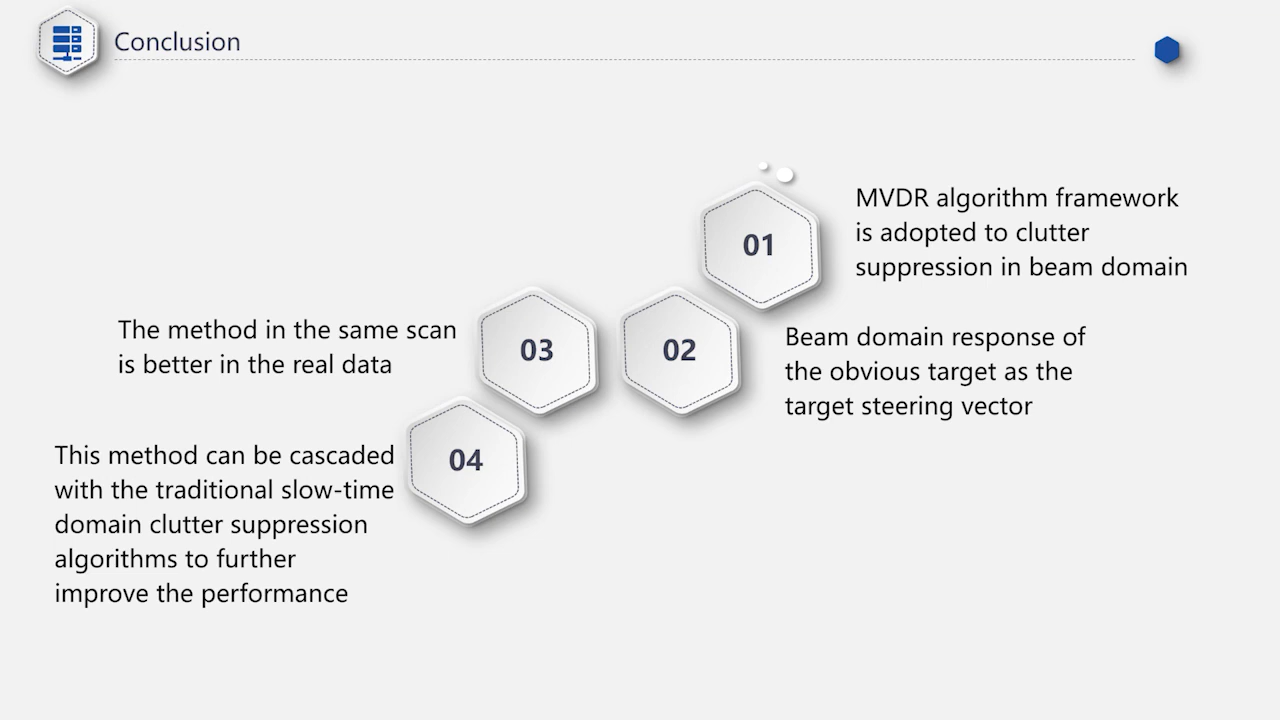 Conclusion
01
MVDR algorithm framework
is adopted to clutter
suppression in beam domain
02
Beam domain response of
the obvious target as the
target steering vector
03
The method in the same scan
is better in the real data
04
This method can be cascaded
with the traditional slow-time
domain clutter suppression
algorithms to further
improve the performance